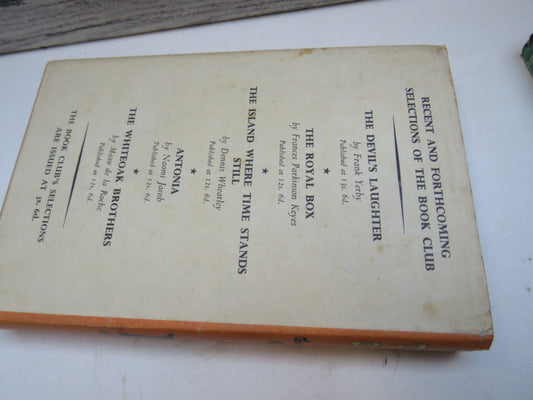 RECENT AND FORTHCOMING
SELECTIONS OF THE BOOK CLUB
THE DEVIL'S LAUGHTER
by Frank Yerby
Published at 13s. 6d.
★
THE ROYAL BOX
by Frances Parkinson Keyes
Published at 12s. 6d.
★
THE ISLAND WHERE TIME STANDS
STILL
by Dennis Wheatley
Published at 12s. 6d.
★
ANTONIA
by Naomi Jacob
Published at 12s. 6d.
★
THE WHITEOAK BROTHERS
by Mazo de la Roche
Published at 12s. 6d.
THE BOOK CLUB'S SELECTIONS
ARE ISSUED AT 3s. 6d.